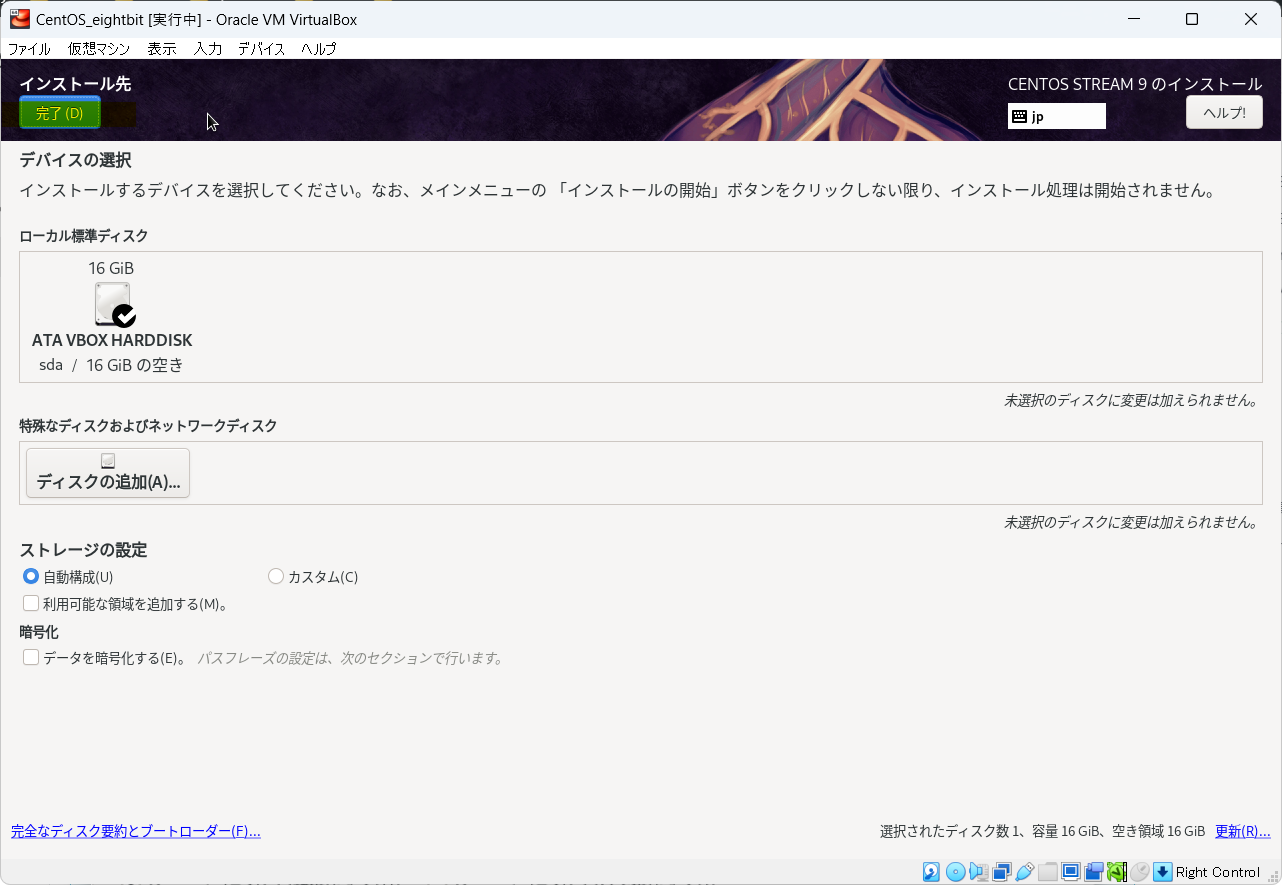 CentOS_eightbit [実行中] - Oracle VM VirtualBox
ファイル 仮想マシン 表示 入力 デバイス ヘルプ
インストール先
CENTOS STREAM 9 のインストール
完了 (D)
jp
ヘルプ!
デバイスの選択
インストールするデバイスを選択してください。なお、メインメニューの 「インストールの開始」ボタンをクリックしない限り、インストール処理は開始されません。
ローカル標準ディスク
16 GiB
ATA VBOX HARDDISK
sda / 16 GiB の空き
未選択のディスクに変更は加えられません。
特殊なディスクおよびネットワークディスク
ディスクの追加(A)...
未選択のディスクに変更は加えられません。
ストレージの設定
自動構成(U) カスタム(C)
利用可能な領域を追加する(M)。
暗号化
データを暗号化する(E)。 パスフレーズの設定は、次のセクションで行います。
完全なディスク要約とブートローダー(F)...
選択されたディスク数 1、容量 16 GiB、空き領域 16 GiB 更新(R)...
Right Control